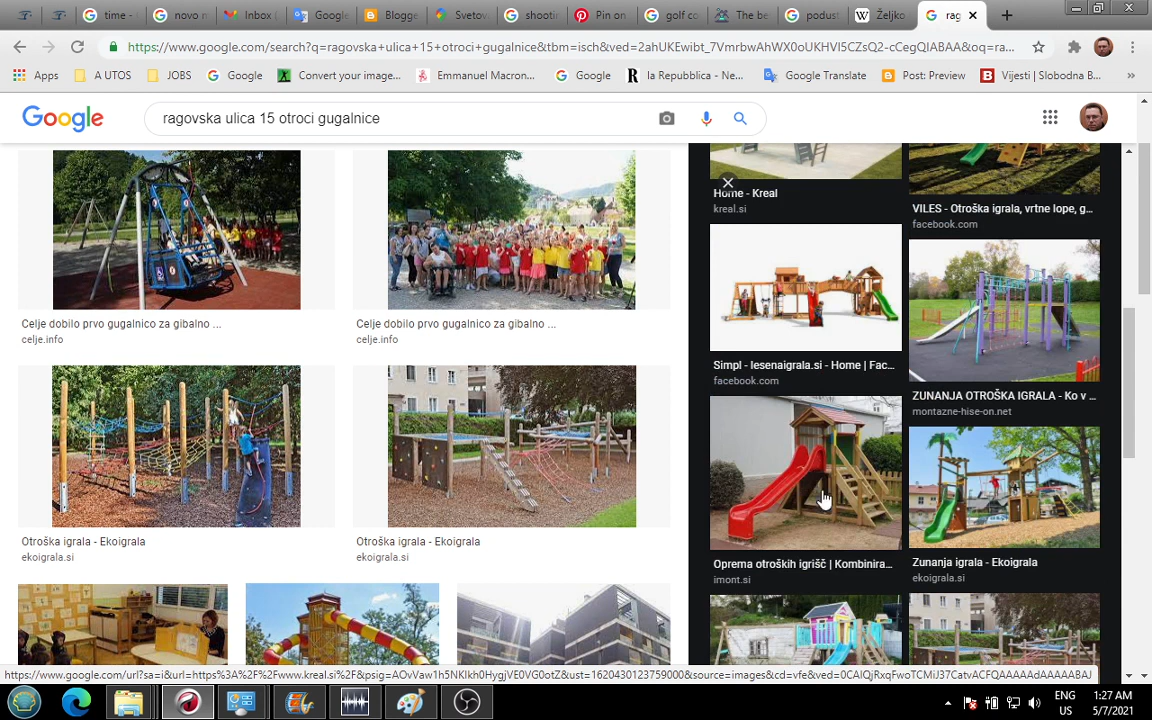 time -
novo n
Inbox (
Google
Blogge
Svetov
shootin
Pin on
golf co
The be
podust
Željko
rag
https://www.google.com/search?q=ragovska+ulica+15+otroci+gugalnice&tbm=isch&ved=2ahUKEwibt_7VmrbwAhWX0oUKHVI5CZsQ2-cCegQIABAA&oq=ra...
Apps
A UTOS
JOBS
Google
Convert your image...
Emmanuel Macron...
Google
la Repubblica - Ne...
Google Translate
Post: Preview
Vijesti | Slobodna B...
»
Google
ragovska ulica 15 otroci gugalnice
Celje dobilo prvo gugalnico za gibalno ...
celje.info
Celje dobilo prvo gugalnico za gibalno ...
celje.info
Otroška igrala - Ekoigrala
ekoigrala.si
Otroška igrala - Ekoigrala
ekoigrala.si
Home - Kreal
kreal.si
VILES - Otroška igrala, vrtne lope, g...
facebook.com
Simpl - lesenaigrala.si - Home | Fac...
facebook.com
ZUNANJA OTROŠKA IGRALA - Ko v ...
montazne-hise-on.net
Oprema otroških igrišč | Kombinira...
imont.si
Zunanja igrala - Ekoigrala
ekoigrala.si
https://www.google.com/url?sa=i&url=https%3A%2F%2Fwww.kreal.si%2F&psig=AOvVaw1h5NKIkh0HygjVE0VG0otZ&ust=1620430123759000&source=images&cd=vfe&ved=0CAIQjRxqFwoTCMiJ37CatvACFQAAAAAdAAAAABAJ
ENG
US
1:27 AM
5/7/2021